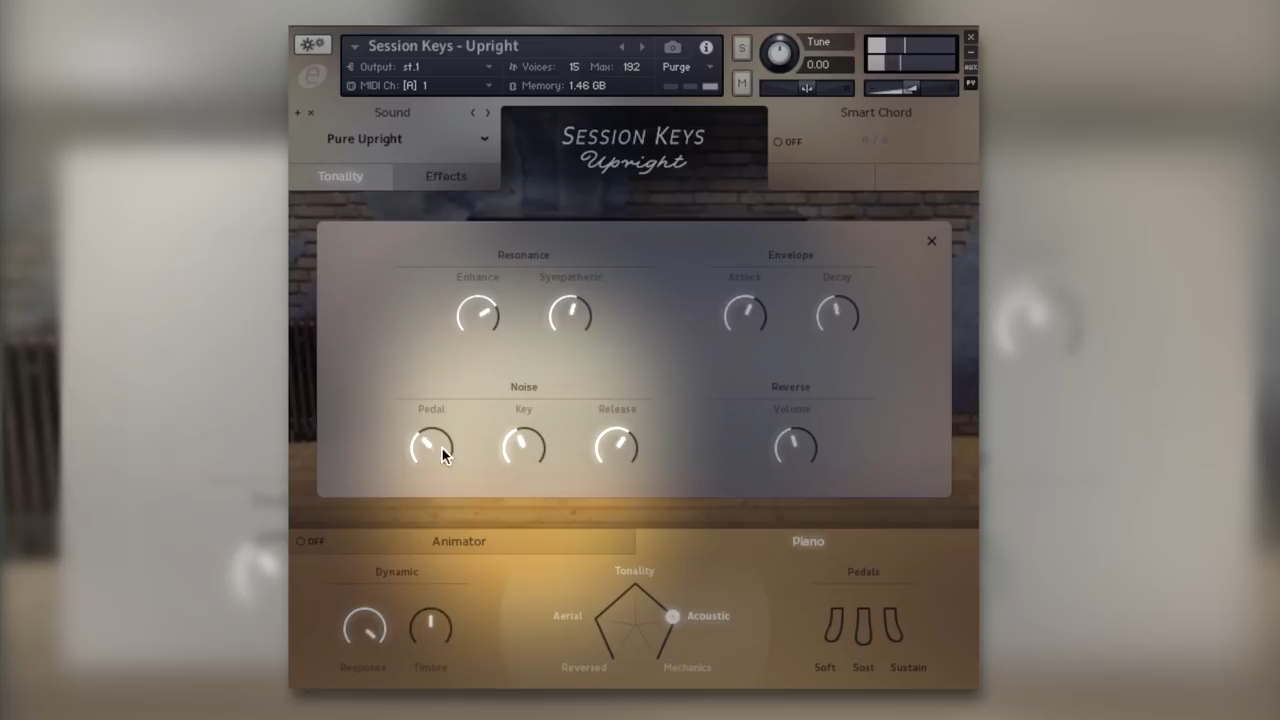 Session Keys - Upright
Output: st.1
Voices: 15 Max: 192
Purge
MIDI Ch: [A] 1
Memory: 1.46 GB
S
M
Tune
0.00
AUX
PV
e
Sound
Pure Upright
Tonality
Effects
SESSION KEYS
Upright
Smart Chord
OFF
n / a
Resonance
Enhance
Sympathetic
Envelope
Attack
Decay
Noise
Pedal
Key
Release
Reverse
Volume
OFF
Animator
Piano
Dynamic
Response
Timbre
Tonality
Aerial
Acoustic
Reversed
Mechanics
Pedals
Soft
Sost
Sustain